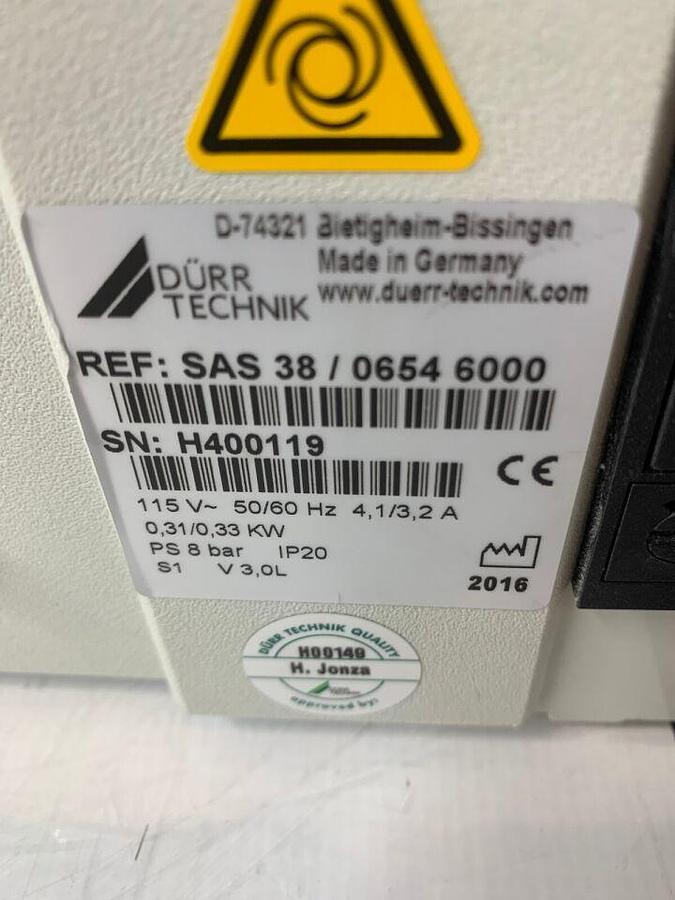 D-74321 Bietigheim-Bissingen
Made in Germany
www.duerr-technik.com
DÜRR
TECHNIK
REF: SAS 38 / 0654 6000
SN: H400119
CE
115 V~ 50/60 Hz 4,1/3,2 A
0,31/0,33 KW
PS 8 bar IP20
S1 V 3,0L
2016
DÜRR TECHNIK QUALITY
H00149
H. Jonza
approved by: